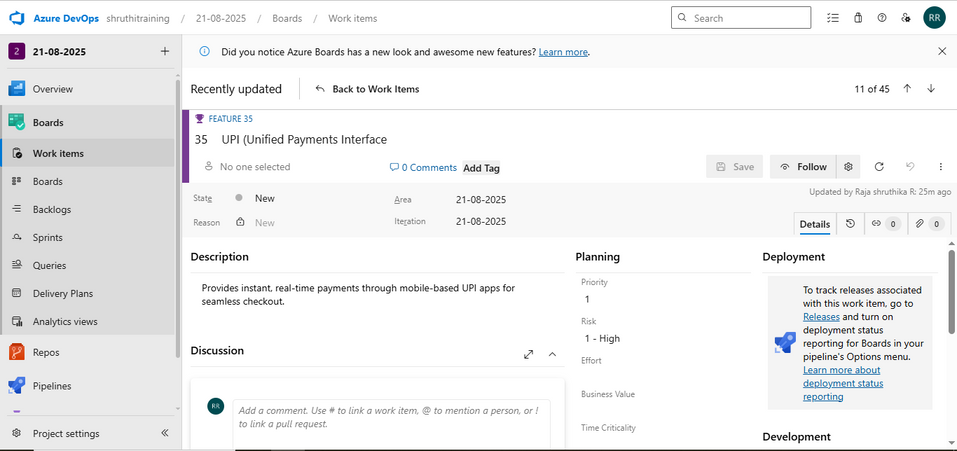 Azure DevOps shruthitraining / 21-08-2025 / Boards / Work items Search RR
2 21-08-2025 +
Did you notice Azure Boards has a new look and awesome new features? Learn more.
Overview
Boards
Work items
Boards
Backlogs
Sprints
Queries
Delivery Plans
Analytics views
Repos
Pipelines
Project settings
Recently updated Back to Work Items 11 of 45
FEATURE 35
35 UPI (Unified Payments Interface
No one selected 0 Comments Add Tag Save Follow
Updated by Raja shruthika R: 25m ago
State New Area 21-08-2025
Reason New Iteration 21-08-2025
Details 0 0
Description
Provides instant, real-time payments through mobile-based UPI apps for
seamless checkout.
Discussion
RR
Add a comment. Use # to link a work item, @ to mention a person, or !
to link a pull request.
Planning
Priority
1
Risk
1 - High
Effort
Business Value
Time Criticality
Deployment
To track releases associated
with this work item, go to
Releases and turn on
deployment status
reporting for Boards in your
pipeline's Options menu.
Learn more about
deployment status
reporting
Development